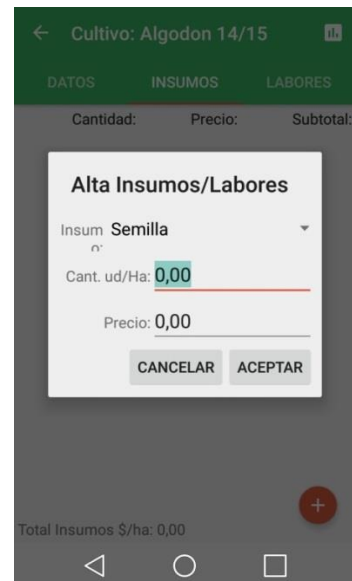 Cultivo: Algodon 14/15
DATOS INSUMOS LABORES
Cantidad: Precio: Subtotal:
Alta Insumos/Labores
Insumo: Semilla
Cant. ud/Ha: 0,00
Precio: 0,00
CANCELAR ACEPTAR
Total Insumos $/ha: 0,00